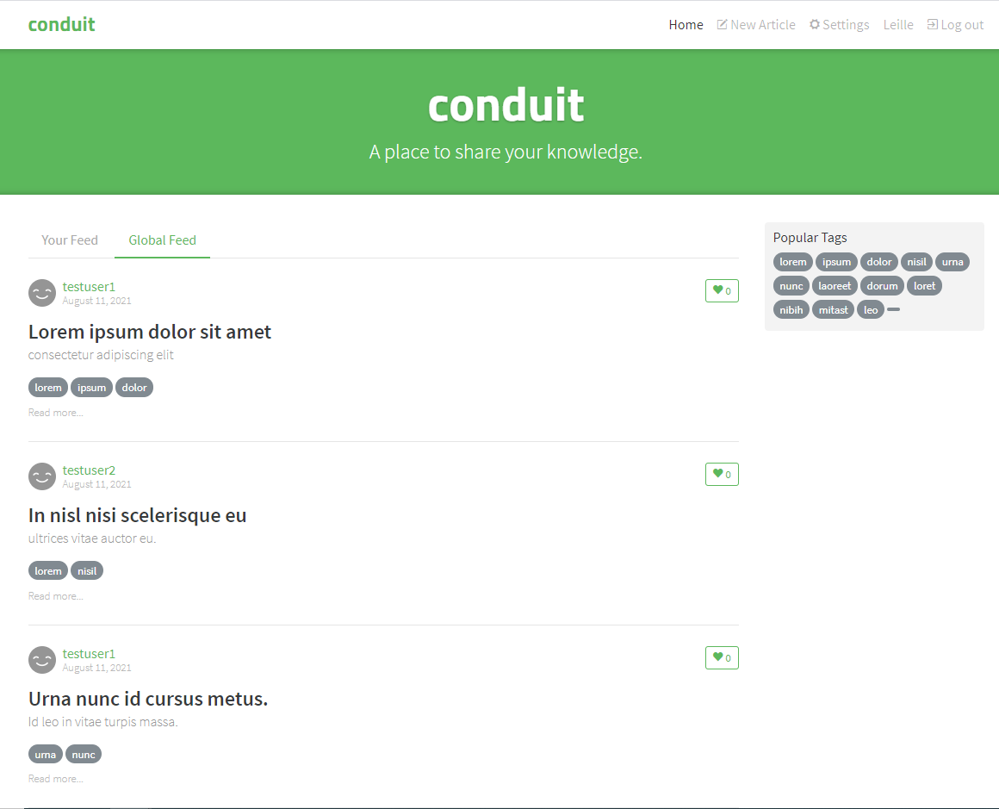 conduit
Home New Article Settings Leille Log out
conduit
A place to share your knowledge.
Your Feed Global Feed
testuser1
August 11, 2021
0
Lorem ipsum dolor sit amet
consectetur adipiscing elit
lorem ipsum dolor
Read more...
testuser2
August 11, 2021
0
In nisl nisi scelerisque eu
ultrices vitae auctor eu.
lorem nisil
Read more...
testuser1
August 11, 2021
0
Urna nunc id cursus metus.
Id leo in vitae turpis massa.
urna nunc
Read more...
Popular Tags
lorem ipsum dolor nisil urna
nunc laoreet dorum loret
nibih mitast leo